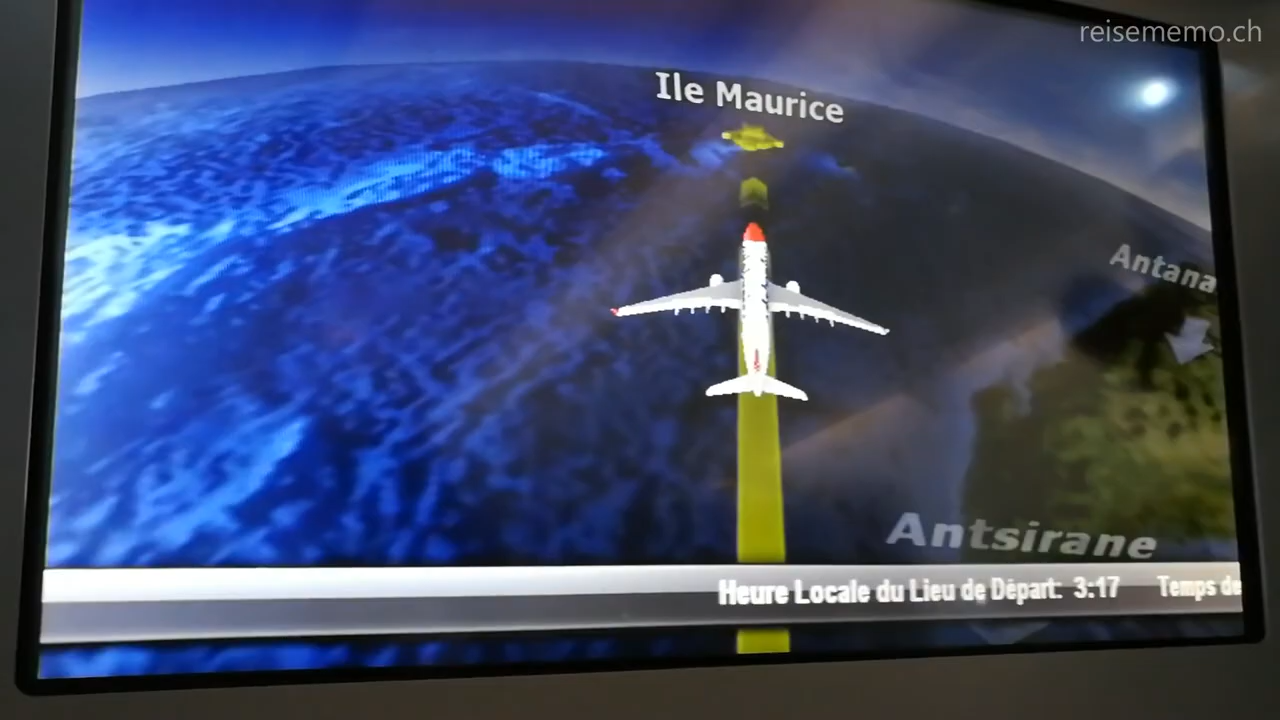 reisememo.ch
Ile Maurice
Antana
Antsirane
Heure Locale du Lieu de Départ: 3:17 Temps de